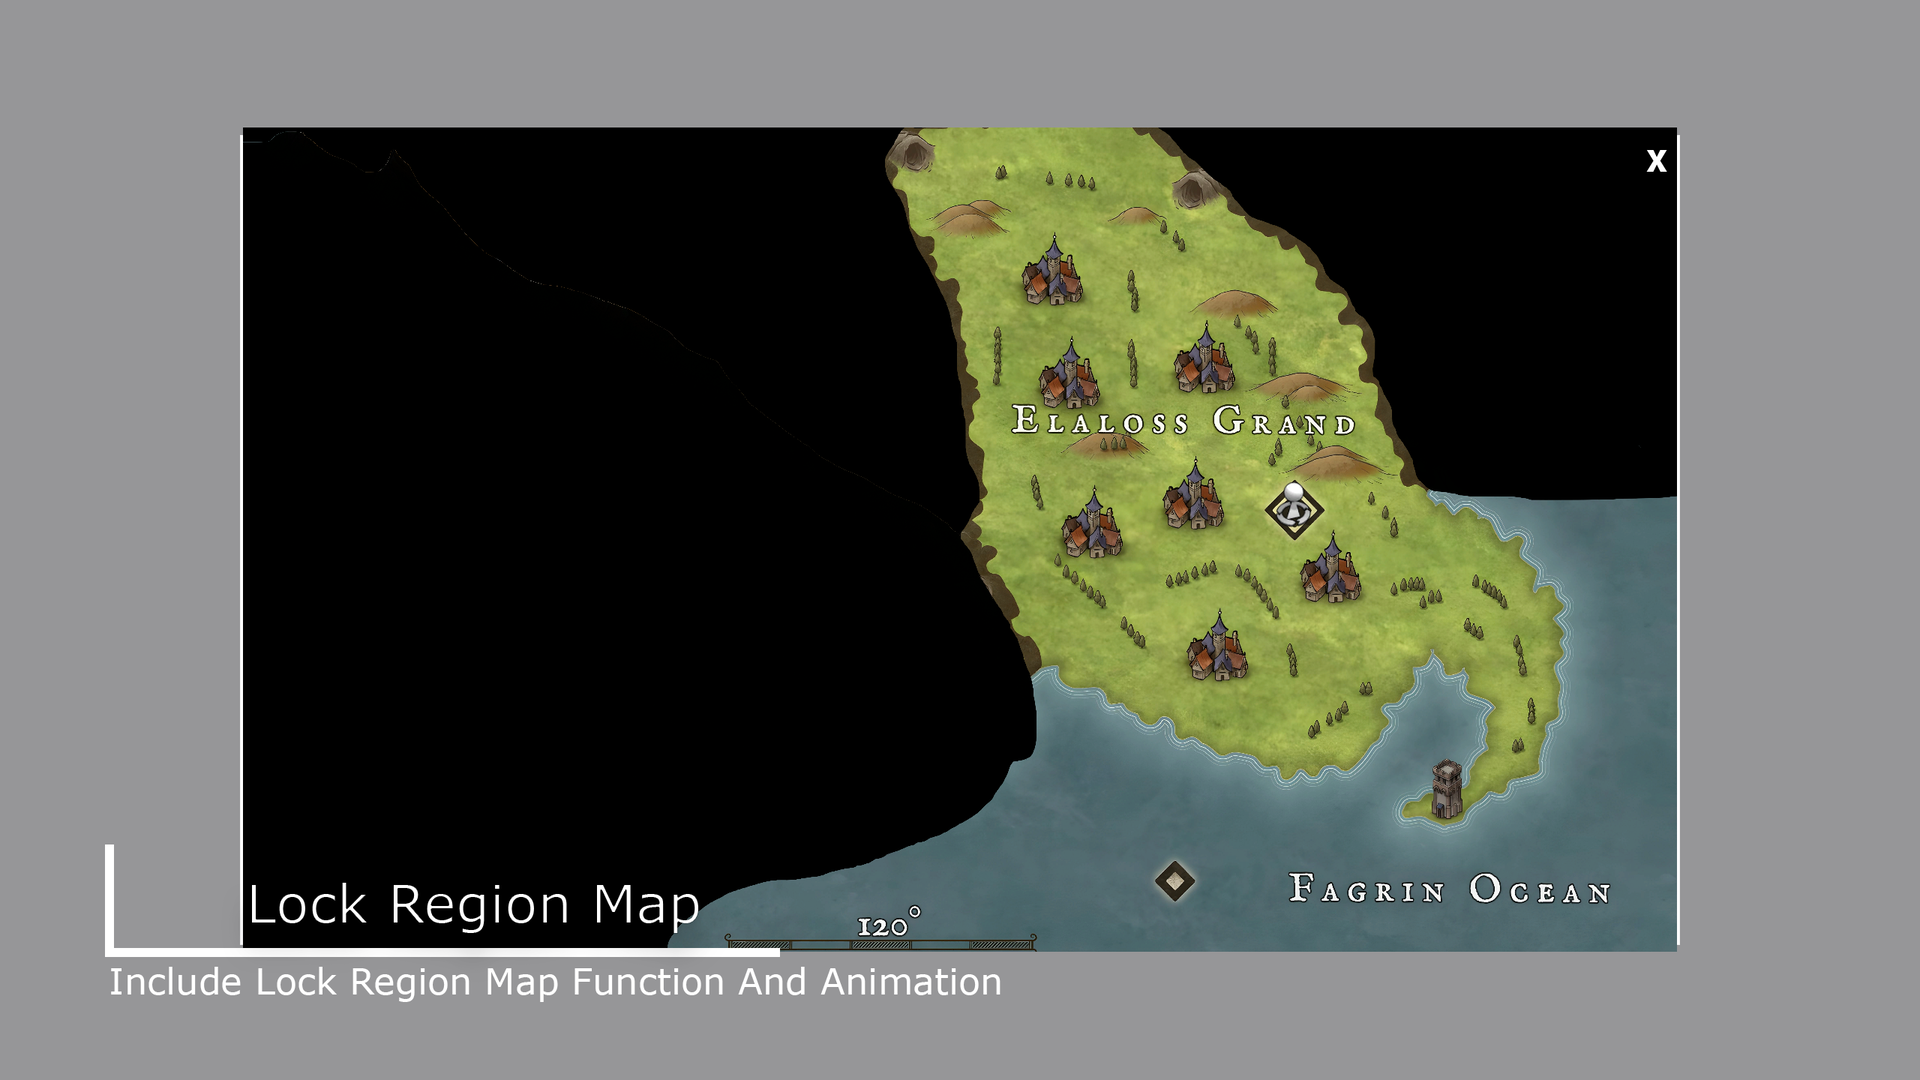 X
Elaloss Grand
Fagrin Ocean
Lock Region Map
120°
Include Lock Region Map Function And Animation